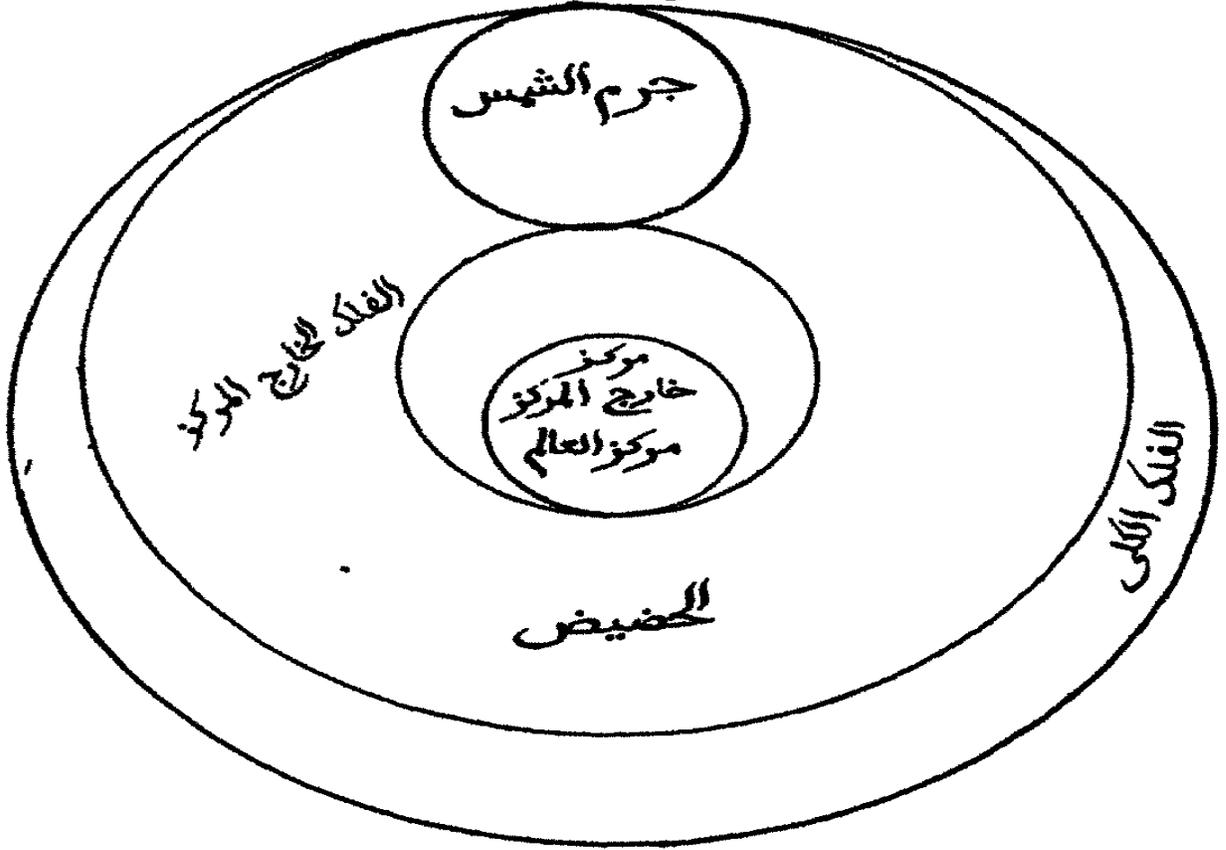 جرم الشمس
الفلك الخارج المركز
مركز
خارج المركز
مركز العالم
الفلك الكلى
الحضيض